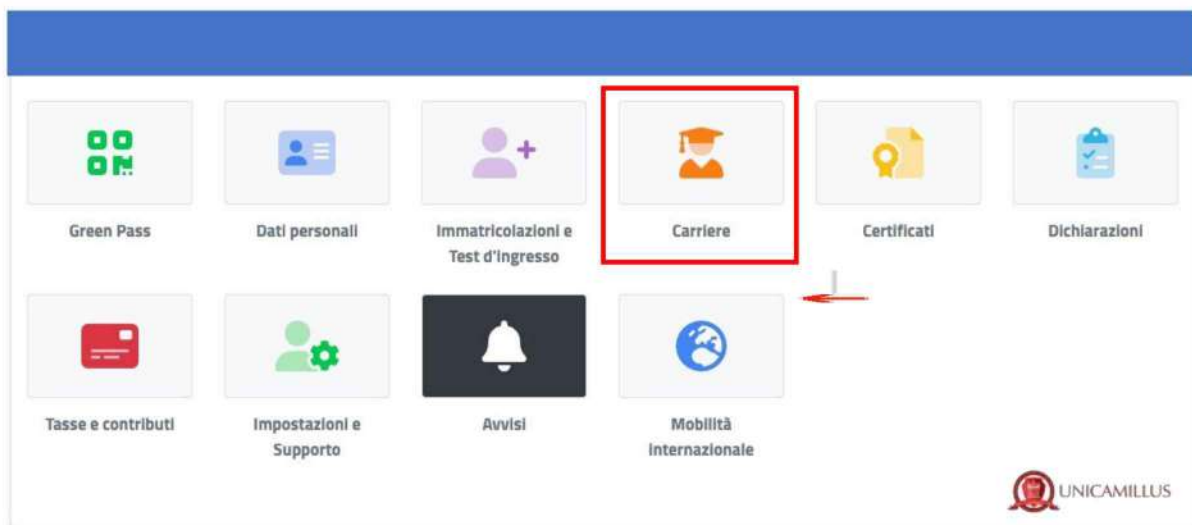 Green Pass
Dati personali
Immatricolazioni e
Test d'ingresso
Carriere
Certificati
Dichiarazioni
Tasse e contributi
Impostazioni e
Supporto
Avvisi
Mobilità
internazionale
UNICAMILLUS